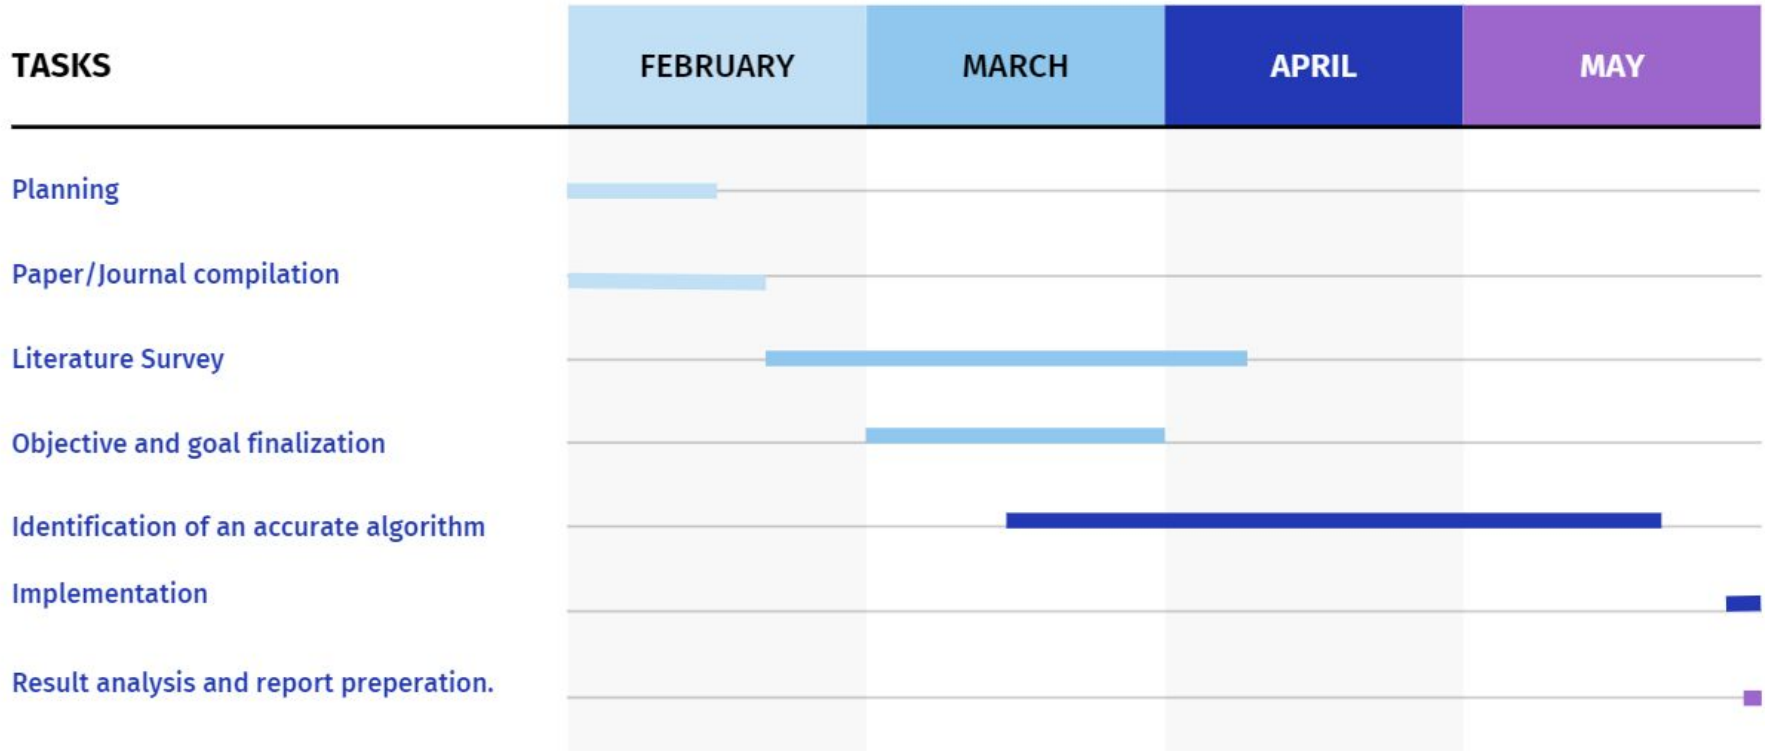 TASKS FEBRUARY MARCH APRIL MAY
Planning
Paper/Journal compilation
Literature Survey
Objective and goal finalization
Identification of an accurate algorithm
Implementation
Result analysis and report preperation.